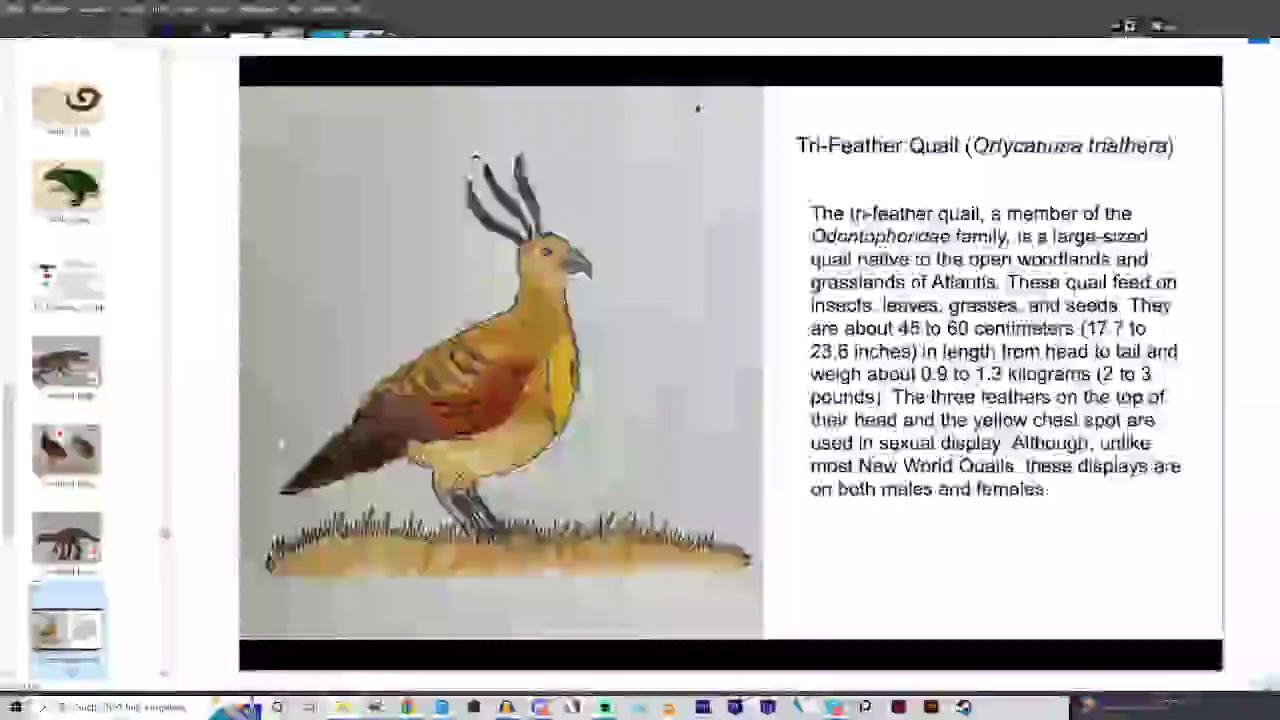 Tri-Feather Quail (
The tri-feather quail, a member of the
Odontophoridae family, is a large-sized
quail native to the open woodlands and
grasslands of Atlantis. These quail feed on
insects, leaves, grasses, and seeds. They
are about 45 to 60 centimeters (17.7 to
23.6 inches) in length from head to tail and
weigh about 0.9 to 1.3 kilograms (2 to 3
pounds). The three feathers on the top of
their head and the yellow chest spot are
used in sexual display. Although, unlike
most New World Quails, these displays are
on both males and females.